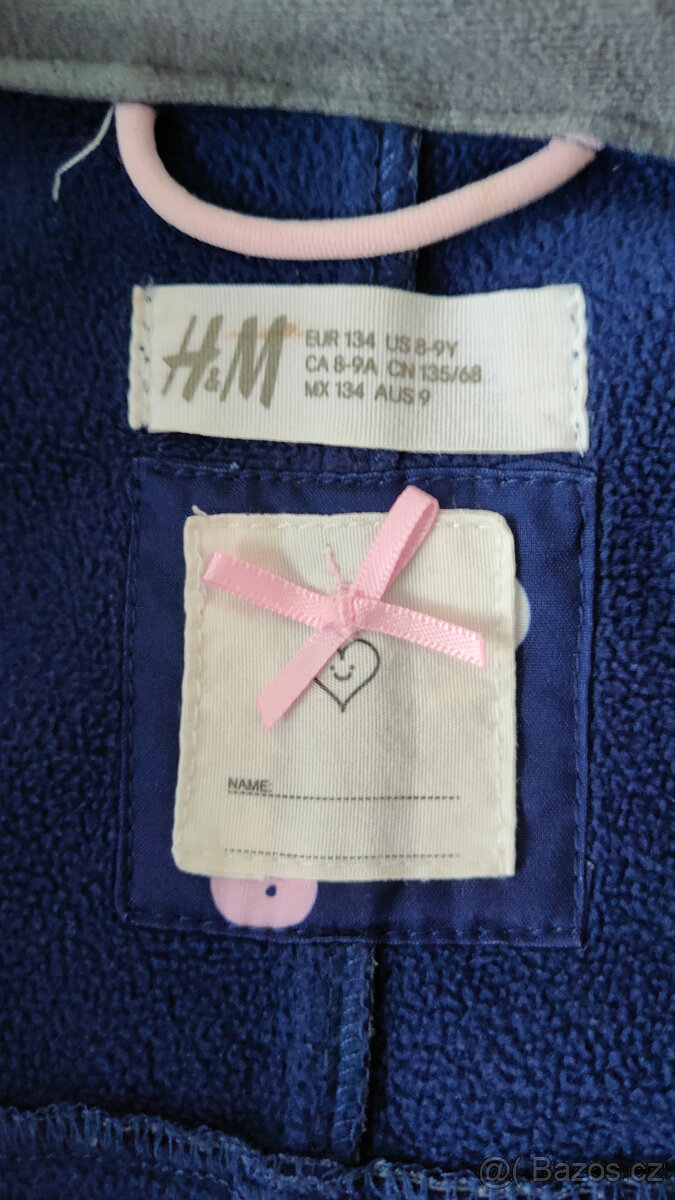 H&M
EUR 134 US 8-9Y
CA 8-9A CN 135/68
MX 134 AUS 9
NAME:
@( Bazos.cz